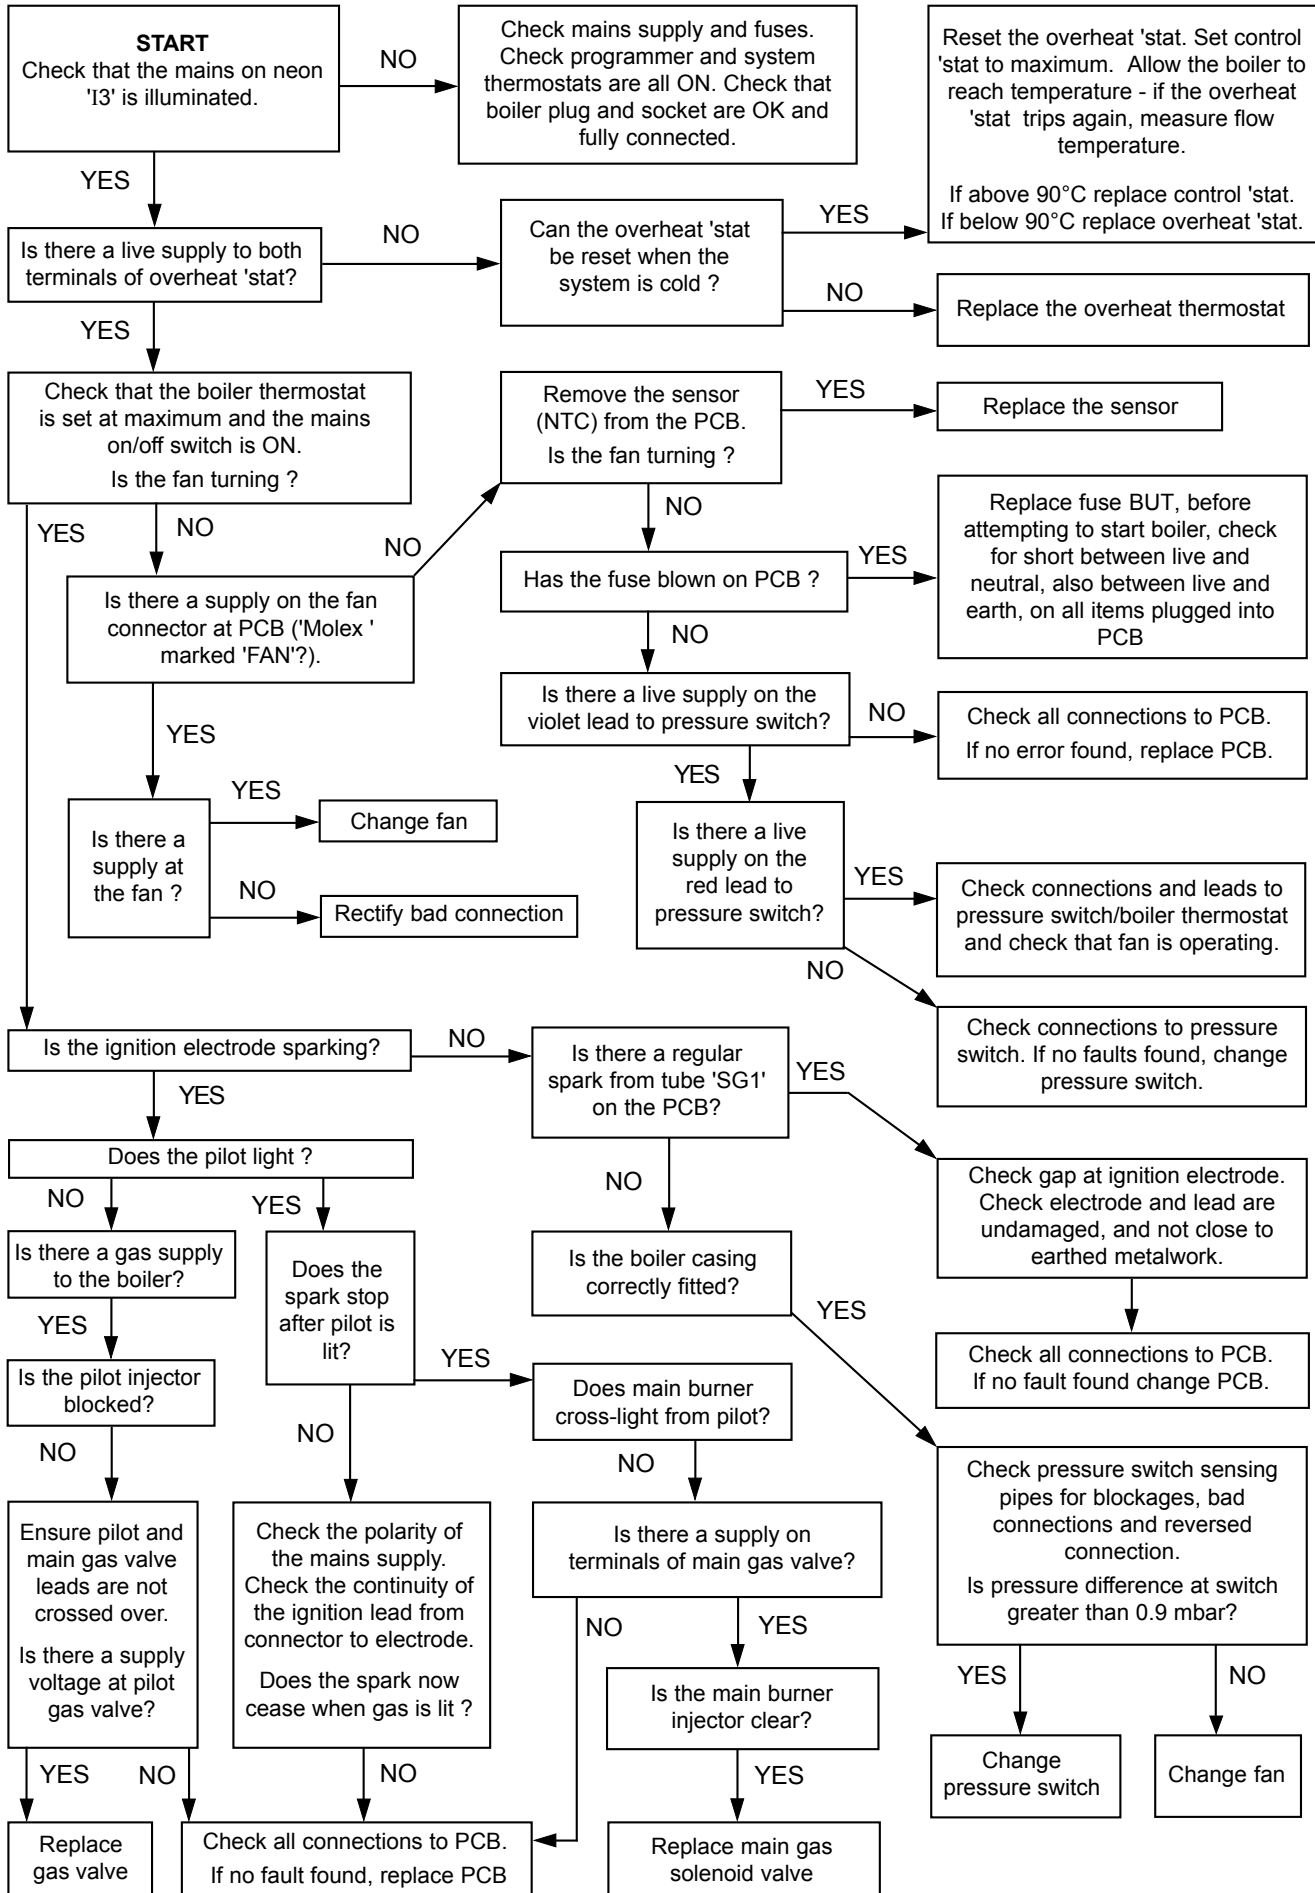 START
Check that the mains on neon
'I3' is illuminated.
NO
Check mains supply and fuses.
Check programmer and system
thermostats are all ON. Check that
boiler plug and socket are OK and
fully connected.
Reset the overheat 'stat. Set control
'stat to maximum. Allow the boiler to
reach temperature - if the overheat
'stat trips again, measure flow
temperature.
If above 90°C replace control 'stat.
If below 90°C replace overheat 'stat.
YES
Is there a live supply to both
terminals of overheat 'stat?
NO
Can the overheat 'stat
be reset when the
system is cold ?
YES
NO
Replace the overheat thermostat
YES
Check that the boiler thermostat
is set at maximum and the mains
on/off switch is ON.
Is the fan turning ?
Remove the sensor
(NTC) from the PCB.
Is the fan turning ?
YES
Replace the sensor
YES
NO
NO
NO
Is there a supply on the fan
connector at PCB ('Molex '
marked 'FAN'?).
Has the fuse blown on PCB ?
YES
Replace fuse BUT, before
attempting to start boiler, check
for short between live and
neutral, also between live and
earth, on all items plugged into
PCB
NO
Is there a live supply on the
violet lead to pressure switch?
NO
Check all connections to PCB.
If no error found, replace PCB.
YES
YES
Is there a
supply at
the fan ?
YES
Change fan
NO
Rectify bad connection
Is there a live
supply on the
red lead to
pressure switch?
YES
Check connections and leads to
pressure switch/boiler thermostat
and check that fan is operating.
NO
Check connections to pressure
switch. If no faults found, change
pressure switch.
Is the ignition electrode sparking?
NO
Is there a regular
spark from tube 'SG1'
on the PCB?
YES
YES
Does the pilot light ?
Check gap at ignition electrode.
Check electrode and lead are
undamaged, and not close to
earthed metalwork.
NO
YES
NO
Is there a gas supply
to the boiler?
Does the
spark stop
after pilot is
lit?
Is the boiler casing
correctly fitted?
YES
YES
Check all connections to PCB.
If no fault found change PCB.
Is the pilot injector
blocked?
YES
Does main burner
cross-light from pilot?
NO
NO
NO
Check pressure switch sensing
pipes for blockages, bad
connections and reversed
connection.
Is pressure difference at switch
greater than 0.9 mbar?
Ensure pilot and
main gas valve
leads are not
crossed over.
Is there a supply
voltage at pilot
gas valve?
Check the polarity of
the mains supply.
Check the continuity of
the ignition lead from
connector to electrode.
Does the spark now
cease when gas is lit ?
Is there a supply on
terminals of main gas valve?
NO
YES
Is the main burner
injector clear?
YES
NO
YES
NO
NO
YES
Change
pressure switch
Change fan
Replace
gas valve
Check all connections to PCB.
If no fault found, replace PCB
Replace main gas
solenoid valve